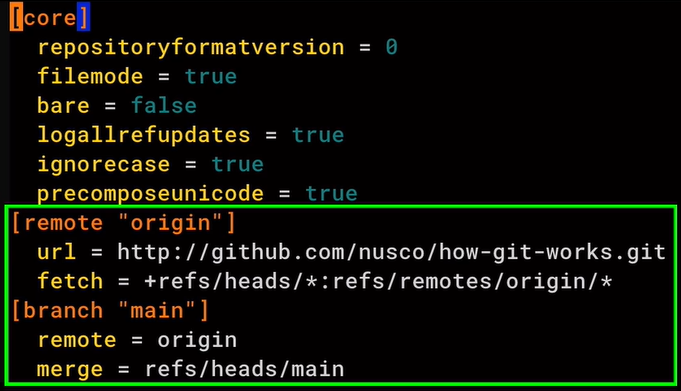 [core]
repositoryformatversion = 0
filemode = true
bare = false
logallrefupdates = true
ignorecase = true
precomposeunicode = true
[remote "origin"]
url = http://github.com/nusco/how-git-works.git
fetch = +refs/heads/*:refs/remotes/origin/*
[branch "main"]
remote = origin
merge = refs/heads/main